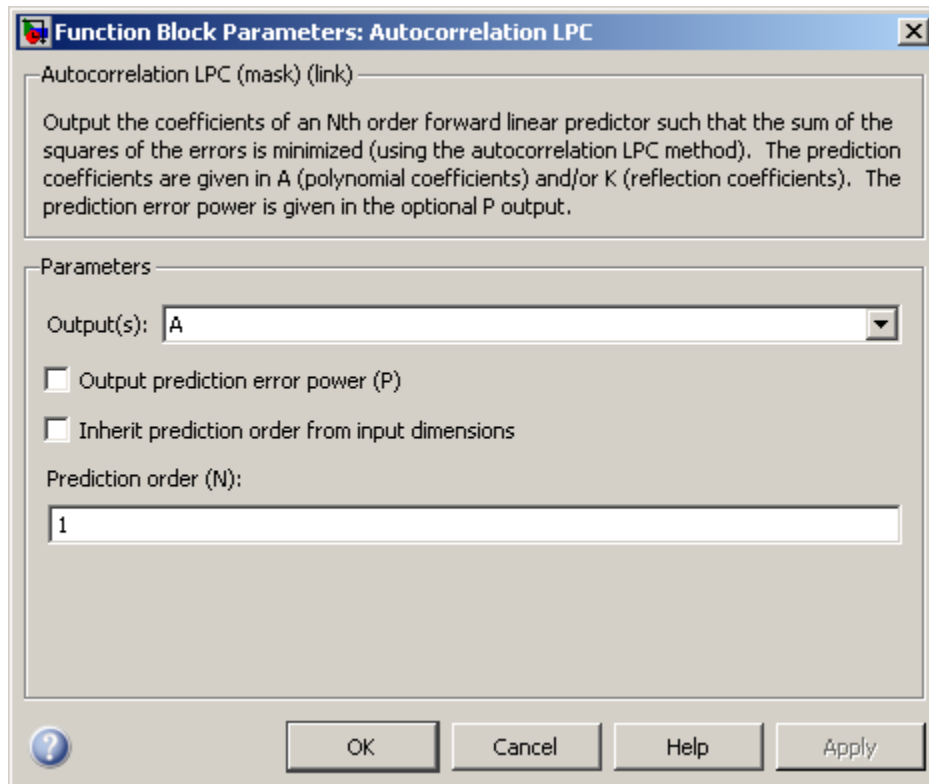 Function Block Parameters: Autocorrelation LPC
Autocorrelation LPC (mask) (link)
Output the coefficients of an Nth order forward linear predictor such that the sum of the
squares of the errors is minimized (using the autocorrelation LPC method).  The prediction
coefficients are given in A (polynomial coefficients) and/or K (reflection coefficients).  The
prediction error power is given in the optional P output.
Parameters
Output(s): A
Output prediction error power (P)
Inherit prediction order from input dimensions
Prediction order (N):
1
? OK Cancel Help Apply